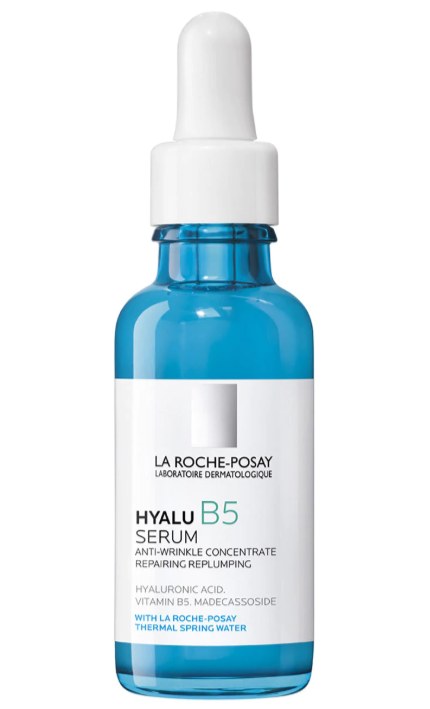 LA ROCHE-POSAY
LABORATOIRE DERMATOLOGIQUE
HYALU B5
SERUM
ANTI-WRINKLE CONCENTRATE
REPAIRING REPLUMPING
HYALURONIC ACID.
VITAMIN B5. MADECASSOSIDE
WITH LA ROCHE-POSAY
THERMAL SPRING WATER